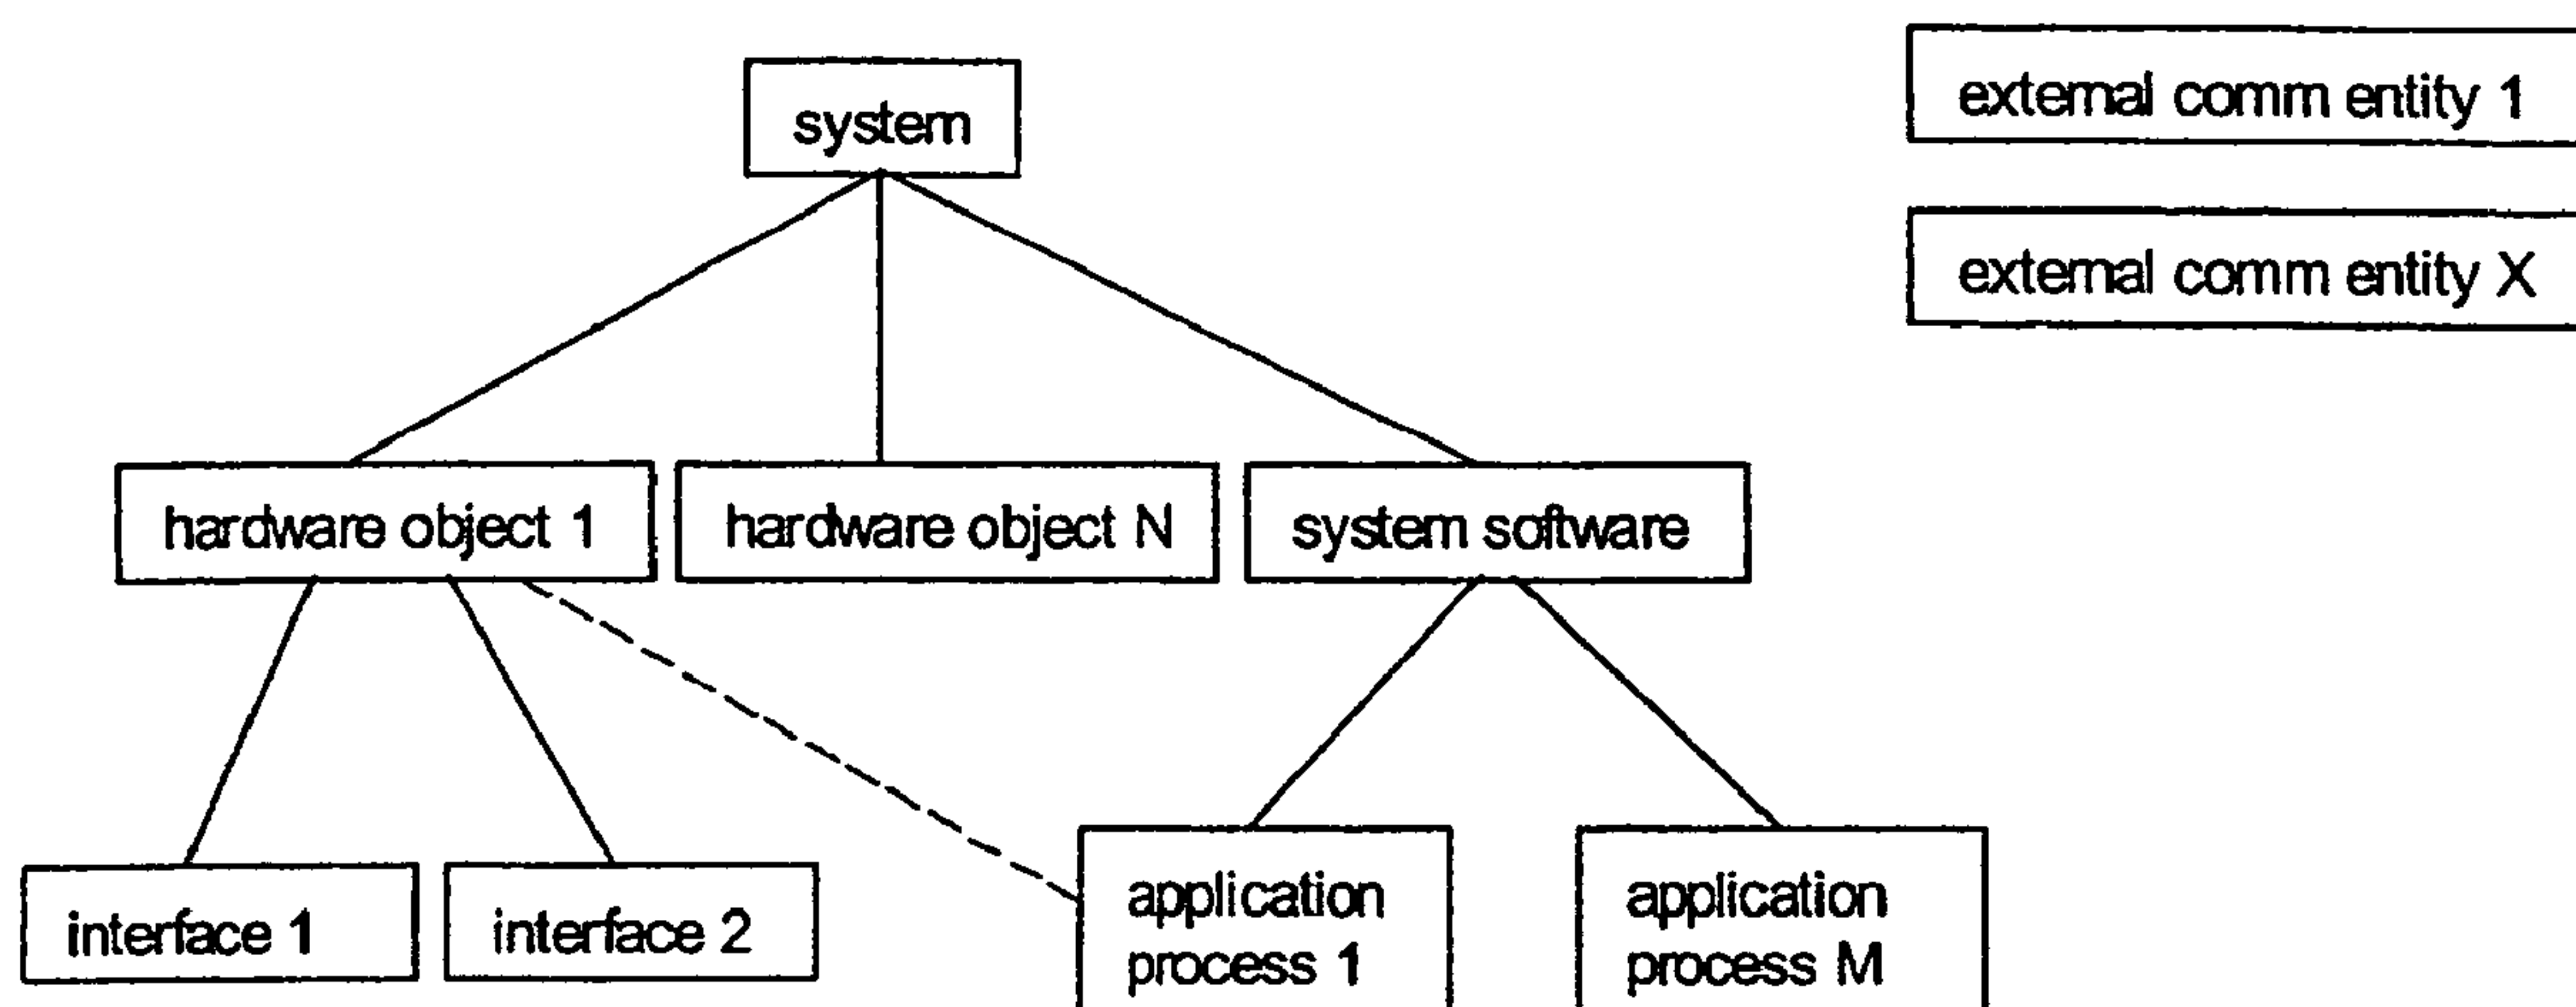 external comm entity 1
system
external comm entity X
hardware object 1
hardware object N
system software
interface 1
interface 2
application
process 1
application
process M